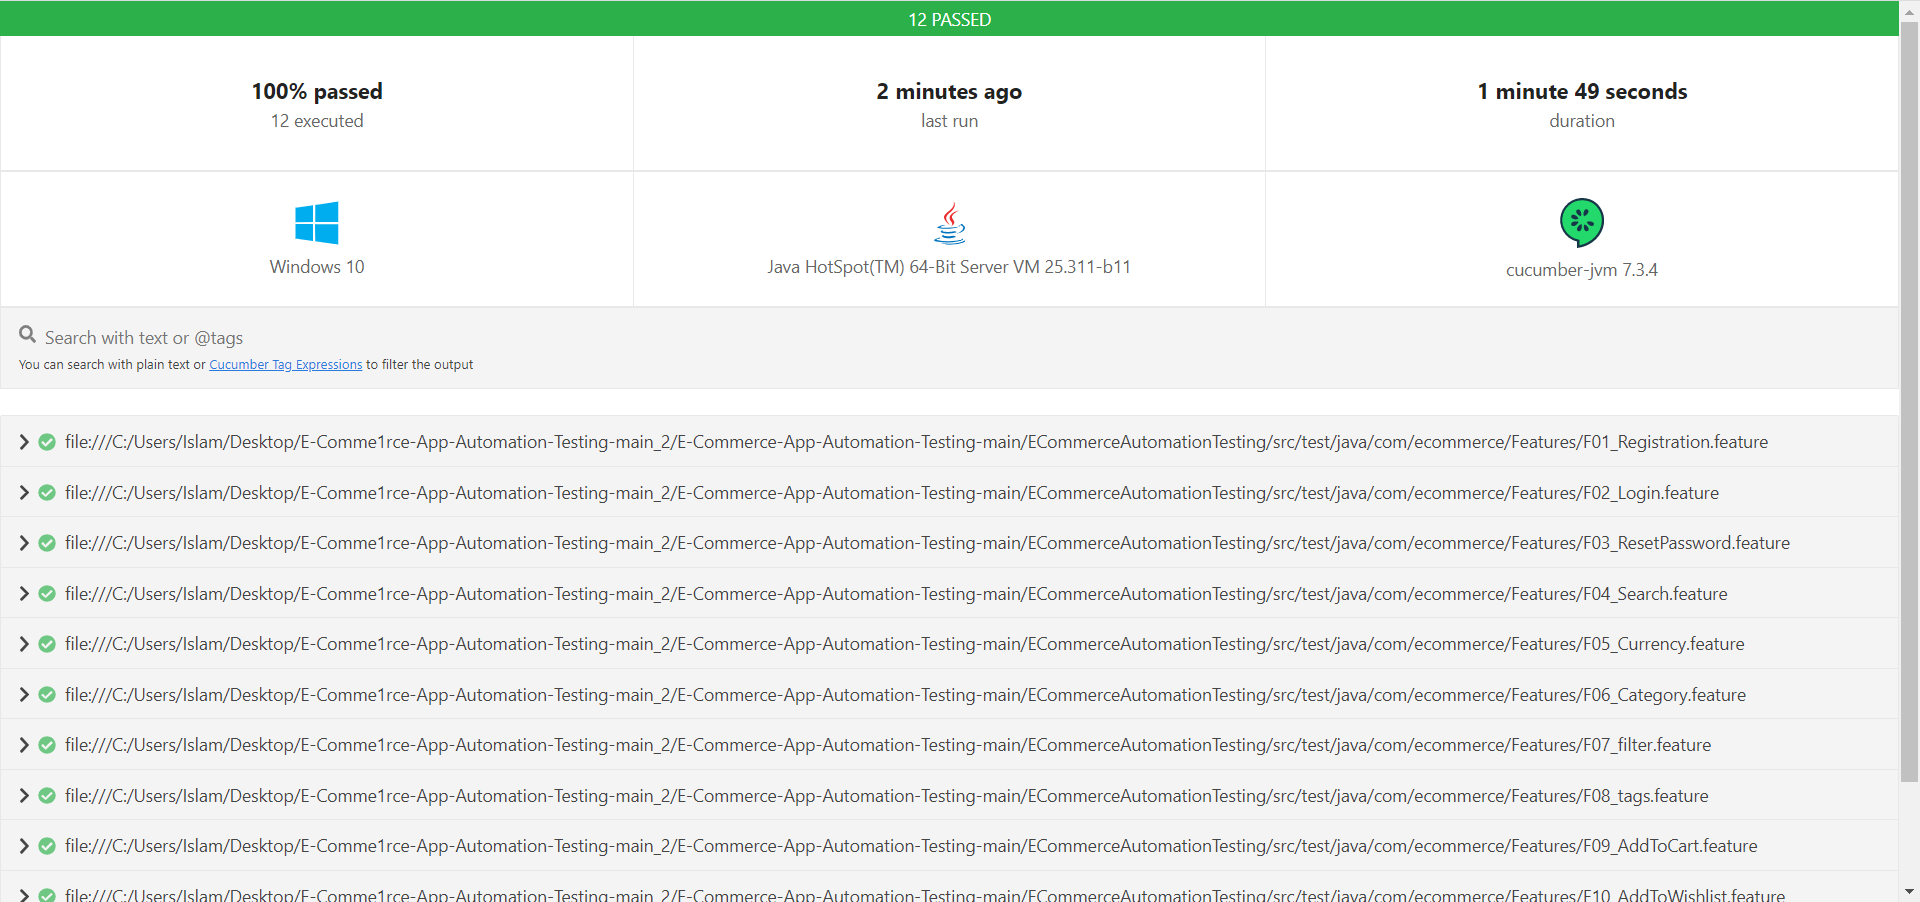 12 PASSED
100% passed
12 executed
2 minutes ago
last run
1 minute 49 seconds
duration
Windows 10
Java HotSpot(TM) 64-Bit Server VM 25.311-b11
cucumber-jvm 7.3.4
Search with text or @tags
You can search with plain text or Cucumber Tag Expressions to filter the output
file:///C:/Users/Islam/Desktop/E-Comme1rce-App-Automation-Testing-main_2/E-Commerce-App-Automation-Testing-main/ECommerceAutomationTesting/src/test/java/com/ecommerce/Features/F01_Registration.feature
file:///C:/Users/Islam/Desktop/E-Comme1rce-App-Automation-Testing-main_2/E-Commerce-App-Automation-Testing-main/ECommerceAutomationTesting/src/test/java/com/ecommerce/Features/F02_Login.feature
file:///C:/Users/Islam/Desktop/E-Comme1rce-App-Automation-Testing-main_2/E-Commerce-App-Automation-Testing-main/ECommerceAutomationTesting/src/test/java/com/ecommerce/Features/F03_ResetPassword.feature
file:///C:/Users/Islam/Desktop/E-Comme1rce-App-Automation-Testing-main_2/E-Commerce-App-Automation-Testing-main/ECommerceAutomationTesting/src/test/java/com/ecommerce/Features/F04_Search.feature
file:///C:/Users/Islam/Desktop/E-Comme1rce-App-Automation-Testing-main_2/E-Commerce-App-Automation-Testing-main/ECommerceAutomationTesting/src/test/java/com/ecommerce/Features/F05_Currency.feature
file:///C:/Users/Islam/Desktop/E-Comme1rce-App-Automation-Testing-main_2/E-Commerce-App-Automation-Testing-main/ECommerceAutomationTesting/src/test/java/com/ecommerce/Features/F06_Category.feature
file:///C:/Users/Islam/Desktop/E-Comme1rce-App-Automation-Testing-main_2/E-Commerce-App-Automation-Testing-main/ECommerceAutomationTesting/src/test/java/com/ecommerce/Features/F07_filter.feature
file:///C:/Users/Islam/Desktop/E-Comme1rce-App-Automation-Testing-main_2/E-Commerce-App-Automation-Testing-main/ECommerceAutomationTesting/src/test/java/com/ecommerce/Features/F08_tags.feature
file:///C:/Users/Islam/Desktop/E-Comme1rce-App-Automation-Testing-main_2/E-Commerce-App-Automation-Testing-main/ECommerceAutomationTesting/src/test/java/com/ecommerce/Features/F09_AddToCart.feature
file:///C:/Users/Islam/Desktop/E-Comme1rce-App-Automation-Testing-main_2/E-Commerce-App-Automation-Testing-main/ECommerceAutomationTesting/src/test/java/com/ecommerce/Features/F10_AddToWishlist.feature